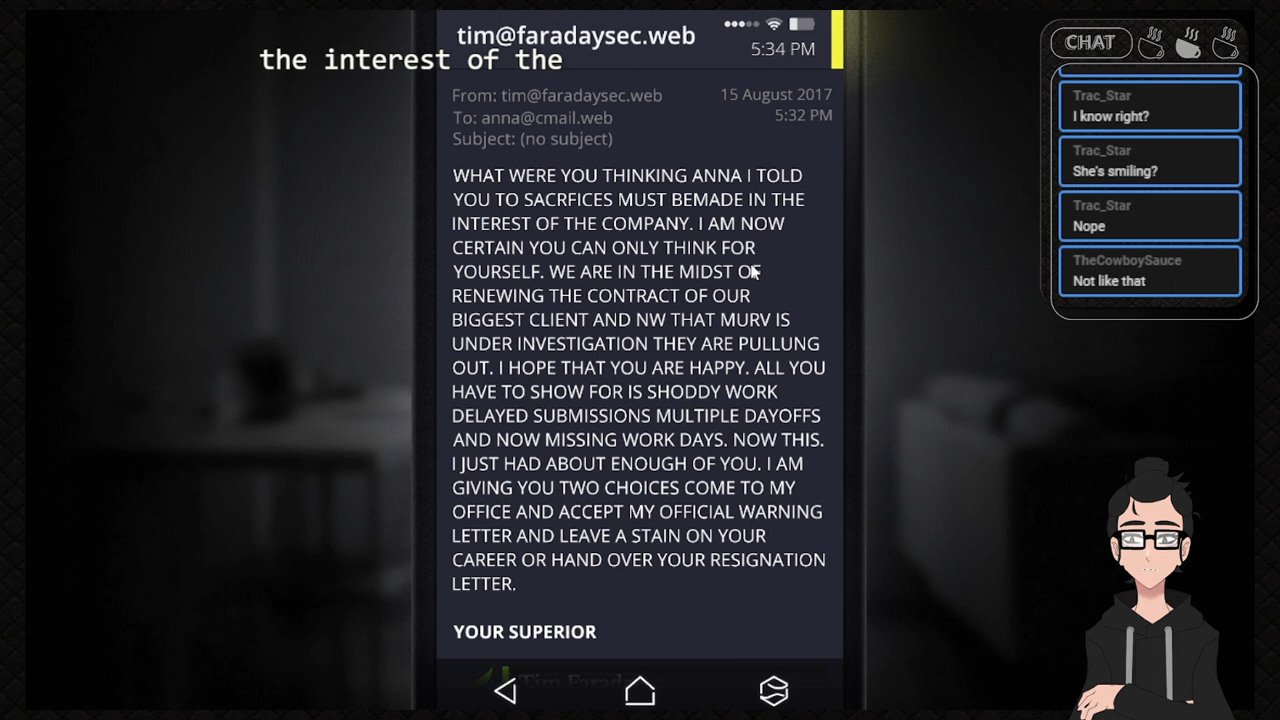 tim@faradaysec.web
5:34 PM
the interest of the
From: tim@faradaysec.web
15 August 2017
To: anna@cmail.web
5:32 PM
Subject: (no subject)
WHAT WERE YOU THINKING ANNA I TOLD
YOU TO SACRFICES MUST BEMADE IN THE
INTEREST OF THE COMPANY. I AM NOW
CERTAIN YOU CAN ONLY THINK FOR
YOURSELF. WE ARE IN THE MIDST OF
RENEWING THE CONTRACT OF OUR
BIGGEST CLIENT AND NW THAT MURV IS
UNDER INVESTIGATION THEY ARE PULLUNG
OUT. I HOPE THAT YOU ARE HAPPY. ALL YOU
HAVE TO SHOW FOR IS SHODDY WORK
DELAYED SUBMISSIONS MULTIPLE DAYOFFS
AND NOW MISSING WORK DAYS. NOW THIS.
I JUST HAD ABOUT ENOUGH OF YOU. I AM
GIVING YOU TWO CHOICES COME TO MY
OFFICE AND ACCEPT MY OFFICIAL WARNING
LETTER AND LEAVE A STAIN ON YOUR
CAREER OR HAND OVER YOUR RESIGNATION
LETTER.
YOUR SUPERIOR
Tim
CHAT
Trac_Star
I know right?
Trac_Star
She's smiling?
Trac_Star
Nope
TheCowboySauce
Not like that